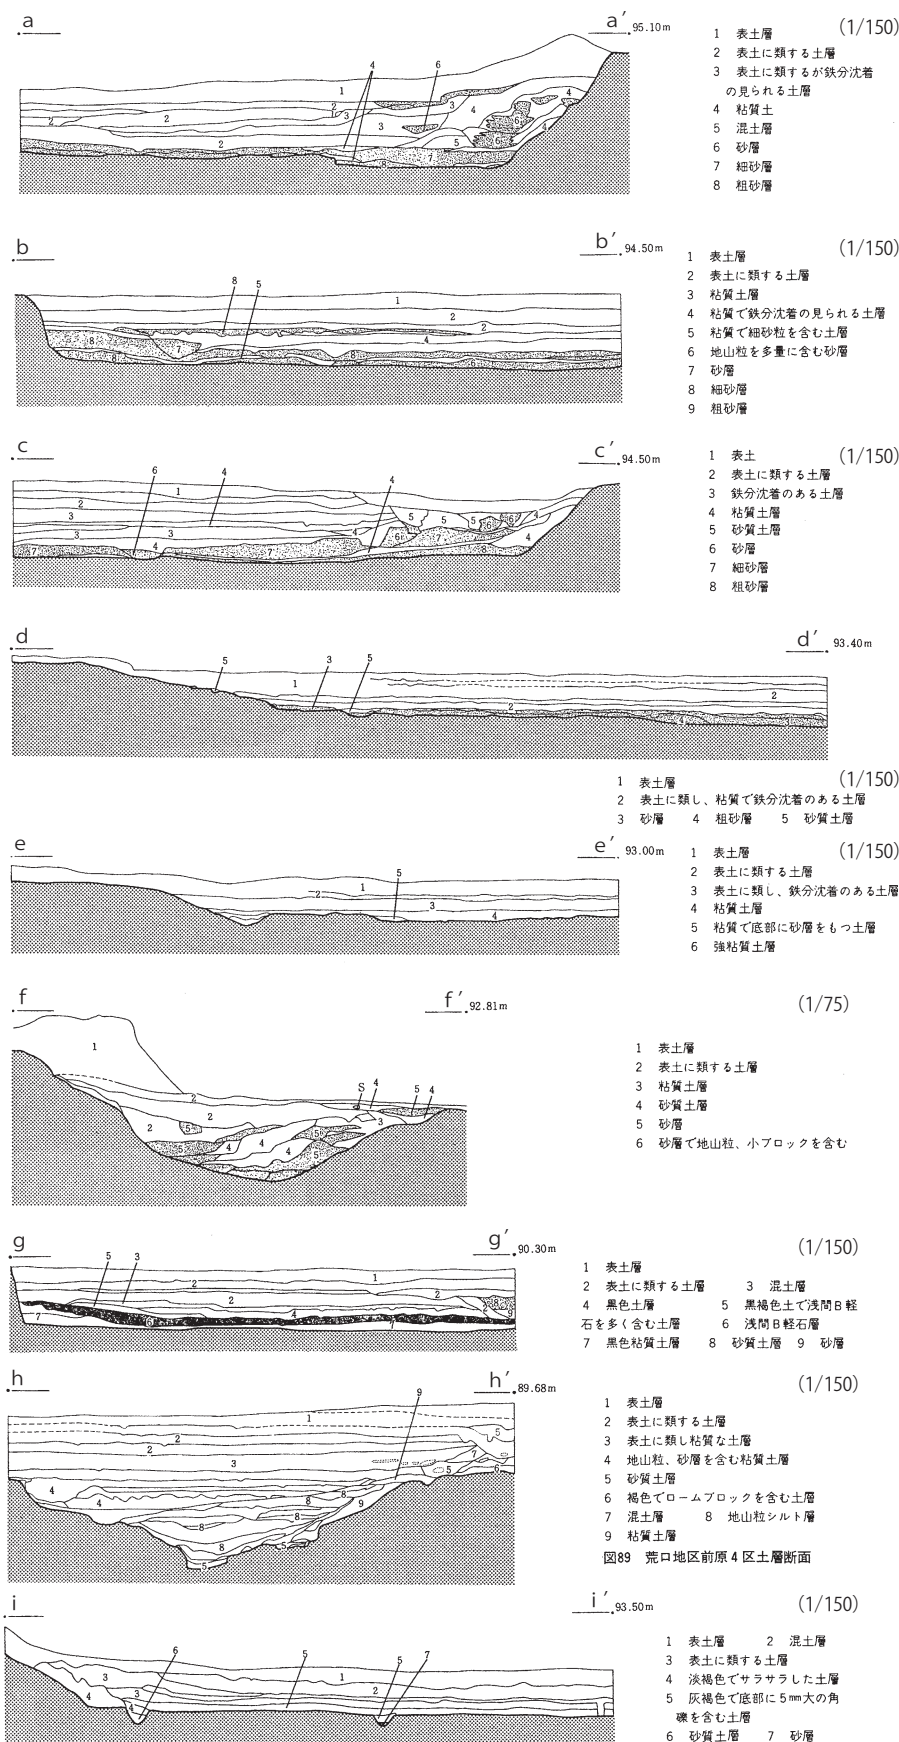 a
a′
95.10m
(1/150)
1 表土層
2 表土に類する土層
3 表土に類するが鉄分沈着
の見られる土層
4 粘質土
5 混土層
6 砂層
7 細砂層
8 粗砂層
b
b′
94.50m
(1/150)
1 表土層
2 表土に類する土層
3 粘質土層
4 粘質で鉄分沈着の見られる土層
5 粘質で細砂粒を含む土層
6 地山粒を多量に含む砂層
7 砂層
8 細砂層
9 粗砂層
c
c′
94.50m
(1/150)
1 表土
2 表土に類する土層
3 鉄分沈着のある土層
4 粘質土層
5 砂質土層
6 砂層
7 細砂層
8 粗砂層
d
d′
93.40m
(1/150)
1 表土層
2 表土に類し、粘質で鉄分沈着のある土層
3 砂層 4 粗砂層 5 砂質土層
e
e′
93.00m
(1/150)
1 表土層
2 表土に類する土層
3 表土に類し、鉄分沈着のある土層
4 粘質土層
5 粘質で底部に砂層をもつ土層
6 強粘質土層
f
f′
92.81m
(1/75)
S
1 表土層
2 表土に類する土層
3 粘質土層
4 砂質土層
5 砂層
6 砂層で地山粒、小ブロックを含む
g
g′
90.30m
(1/150)
1 表土層
2 表土に類する土層 3 混土層
4 黒色土層 5 黒褐色土で浅間B軽
石を多く含む土層 6 浅間B軽石層
7 黒色粘質土層 8 砂質土層 9 砂層
h
h′
89.68m
(1/150)
1 表土層
2 表土に類する土層
3 表土に類し粘質な土層
4 地山粒、砂層を含む粘質土層
5 砂質土層
6 褐色でロームブロックを含む土層
7 混土層 8 地山粒シルト層
9 粘質土層
図89 荒口地区前原4区土層断面
i
i′
93.50m
(1/150)
1 表土層 2 混土層
3 表土に類する土層
4 淡褐色でサラサラした土層
5 灰褐色で底部に5mm大の角
礫を含む土層
6 砂質土層 7 砂層